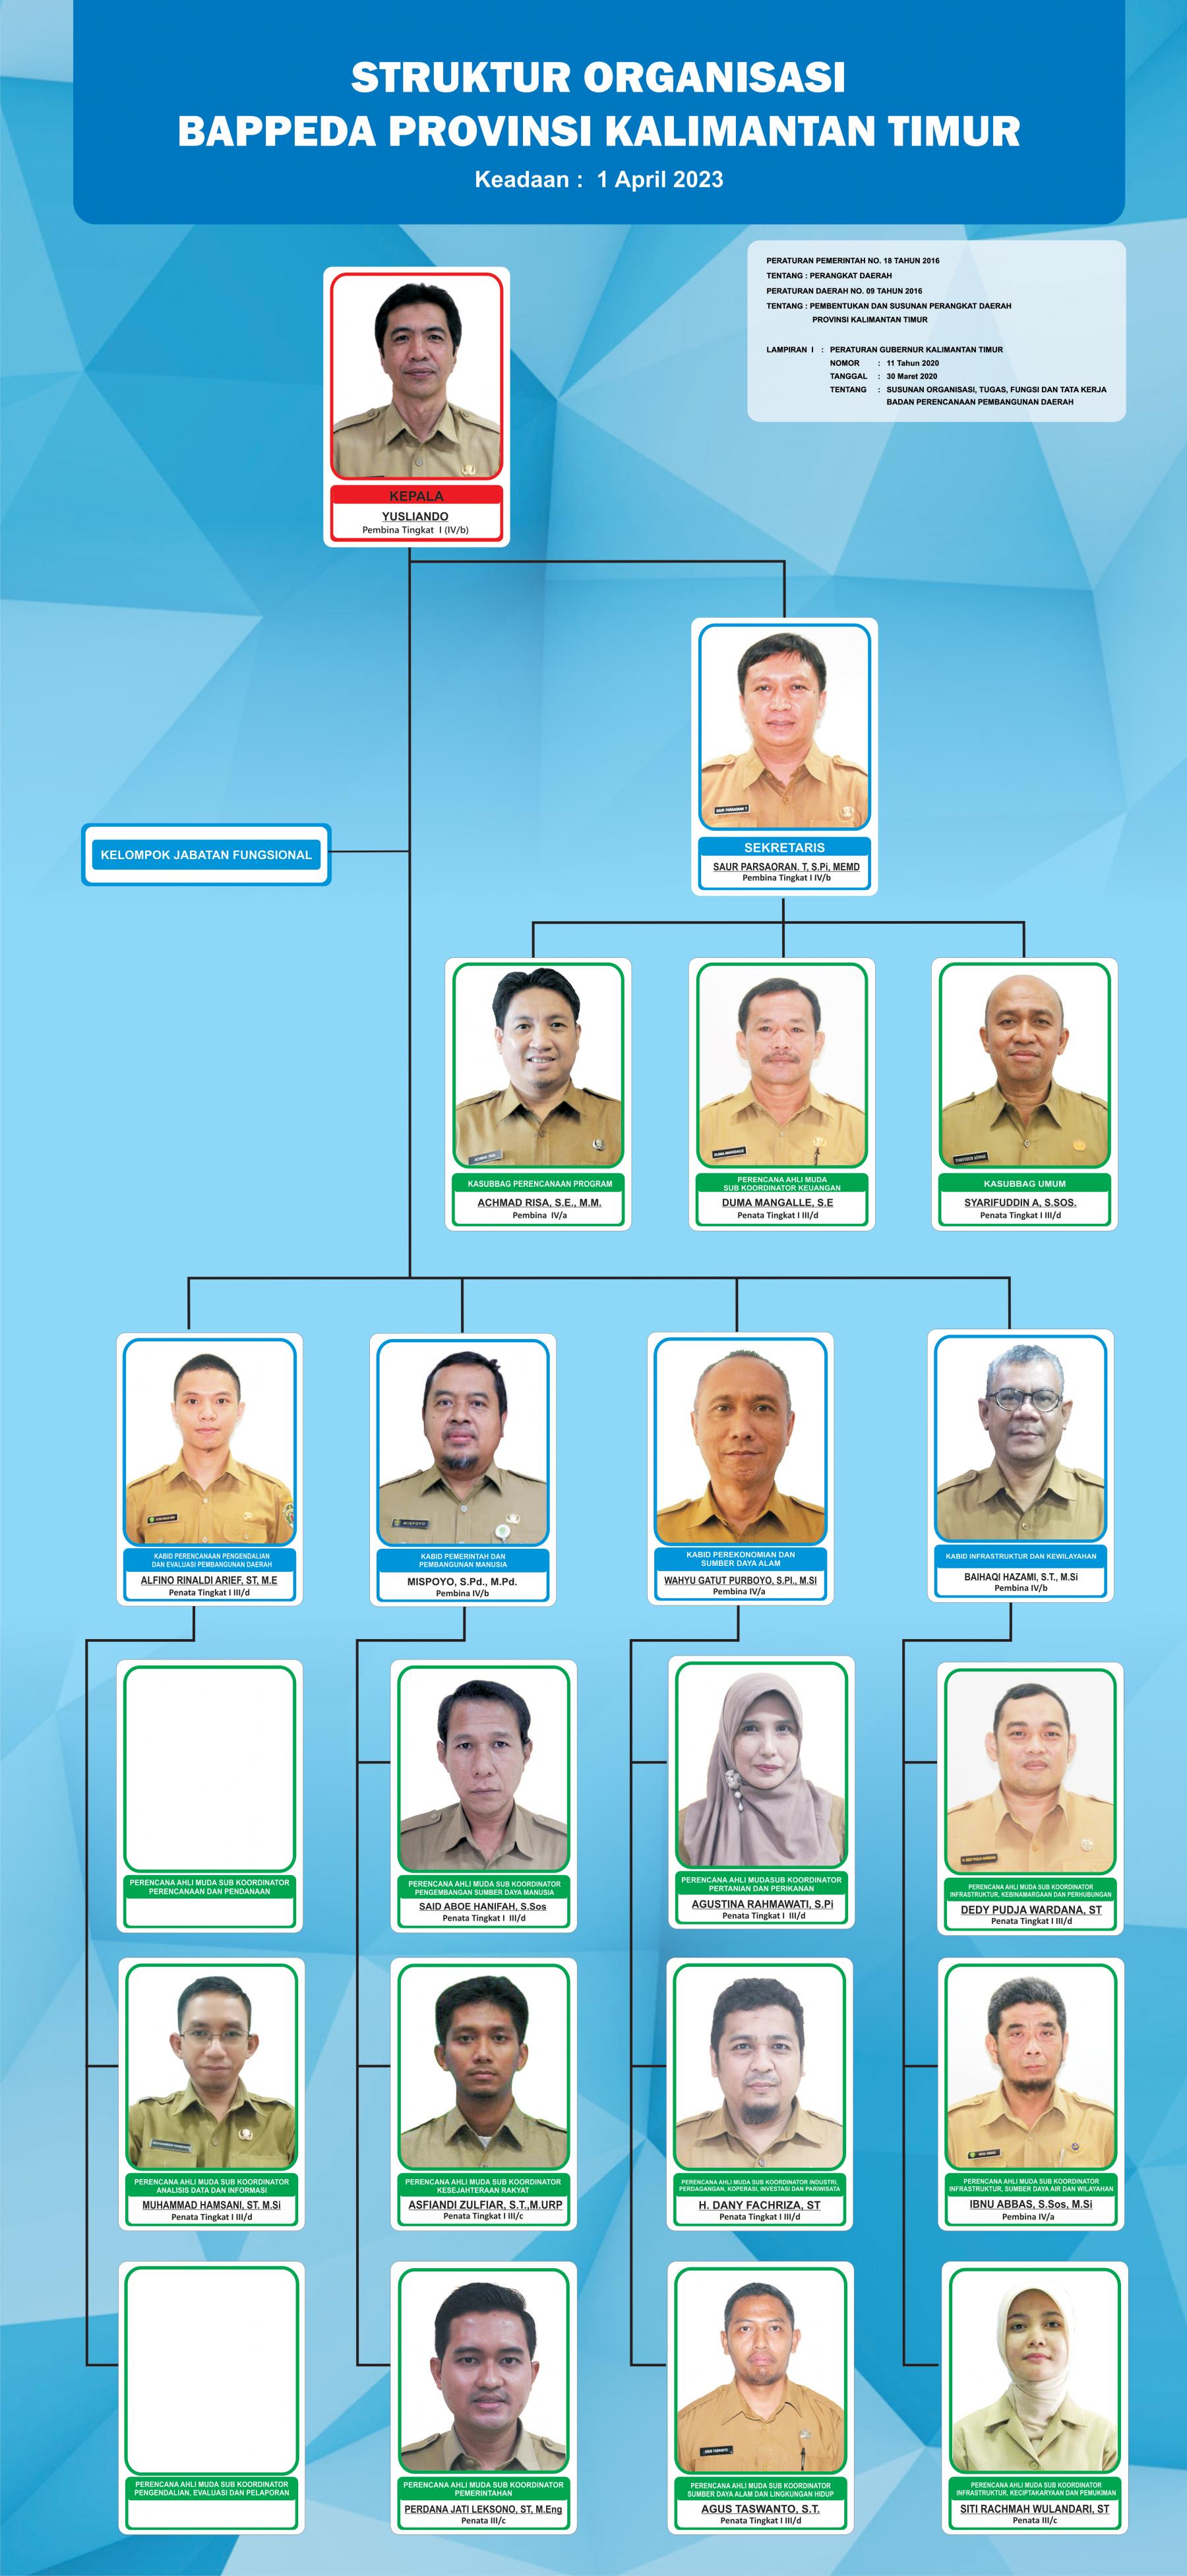 STRUKTUR ORGANISASI
BAPPEDA PROVINSI KALIMANTAN TIMUR
Keadaan : 1 April 2023
PERATURAN PEMERINTAH NO. 18 TAHUN 2016
TENTANG : PERANGKAT DAERAH
PERATURAN DAERAH NO. 09 TAHUN 2016
TENTANG : PEMBENTUKAN DAN SUSUNAN PERANGKAT DAERAH
PROVINSI KALIMANTAN TIMUR
LAMPIRAN I : PERATURAN GUBERNUR KALIMANTAN TIMUR
NOMOR : 11 Tahun 2020
TANGGAL : 30 Maret 2020
TENTANG : SUSUNAN ORGANISASI, TUGAS, FUNGSI DAN TATA KERJA
BADAN PERENCANAAN PEMBANGUNAN DAERAH
KEPALA
YUSLIANDO
Pembina Tingkat I (IV/b)
SEKRETARIS
SAUR PARSAORAN. T, S.Pi, MEMD
Pembina Tingkat I IV/b
KELOMPOK JABATAN FUNGSIONAL
KASUBBAG PERENCANAAN PROGRAM
ACHMAD RISA, S.E., M.M.
Pembina IV/a
PERENCANA AHLI MUDA
SUB KOORDINATOR KEUANGAN
DUMA MANGALLE, S.E
Penata Tingkat I III/d
KASUBBAG UMUM
SYARIFUDDIN A, S.SOS.
Penata Tingkat I III/d
KABID PERENCANAAN PENGENDALIAN
DAN EVALUASI PEMBANGUNAN DAERAH
ALFINO RINALDI ARIEF, ST, M.E
Penata Tingkat I III/d
KABID PEMERINTAH DAN
PEMBANGUNAN MANUSIA
MISPOYO
MISPOYO, S.Pd., M.Pd.
Pembina IV/b
KABID PEREKONOMIAN DAN
SUMBER DAYA ALAM
WAHYU GATUT PURBOYO, S.PI., M.SI
Pembina IV/a
KABID INFRASTRUKTUR DAN KEWILAYAHAN
BAIHAQI HAZAMI, S.T., M.Si
Pembina IV/b
PERENCANA AHLI MUDA SUB KOORDINATOR
PERENCANAAN DAN PENDANAAN
PERENCANA AHLI MUDA SUB KOORDINATOR
PENGEMBANGAN SUMBER DAYA MANUSIA
SAID ABOE HANIFAH, S.Sos
Penata Tingkat I III/d
PERENCANA AHLI MUDASUB KOORDINATOR
PERTANIAN DAN PERIKANAN
AGUSTINA RAHMAWATI, S.Pi
Penata Tingkat I III/d
PERENCANA AHLI MUDA SUB KOORDINATOR
INFRASTRUKTUR, KEBINAMARGAAN DAN PERHUBUNGAN
DEDY PUDJA WARDANA, ST
Penata Tingkat I III/d
PERENCANA AHLI MUDA SUB KOORDINATOR
ANALISIS DATA DAN INFORMASI
MUHAMMAD HAMSANI, ST. M.Si
Penata Tingkat I III/d
PERENCANA AHLI MUDA SUB KOORDINATOR
KESEJAHTERAAN RAKYAT
ASFIANDI ZULFIAR, S.T.,M.URP
Penata Tingkat I III/c
PERENCANA AHLI MUDA SUB KOORDINATOR INDUSTRI,
PERDAGANGAN, KOPERASI, INVESTASI DAN PARIWISATA
H. DANY FACHRIZA, ST
Penata Tingkat I III/d
PERENCANA AHLI MUDA SUB KOORDINATOR
INFRASTRUKTUR, SUMBER DAYA AIR DAN WILAYAHAN
IBNU ABBAS, S.Sos, M.Si
Pembina IV/a
PERENCANA AHLI MUDA SUB KOORDINATOR
PENGENDALIAN, EVALUASI DAN PELAPORAN
PERENCANA AHLI MUDA SUB KOORDINATOR
PEMERINTAHAN
PERDANA JATI LEKSONO, ST, M.Eng
Penata III/c
PERENCANA AHLI MUDA SUB KOORDINATOR
SUMBER DAYA ALAM DAN LINGKUNGAN HIDUP
AGUS TASWANTO, S.T.
Penata Tingkat I III/d
PERENCANA AHLI MUDA SUB KOORDINATOR
INFRASTRUKTUR, KECIPTAKARYAAN DAN PEMUKIMAN
SITI RACHMAH WULANDARI, ST
Penata III/c